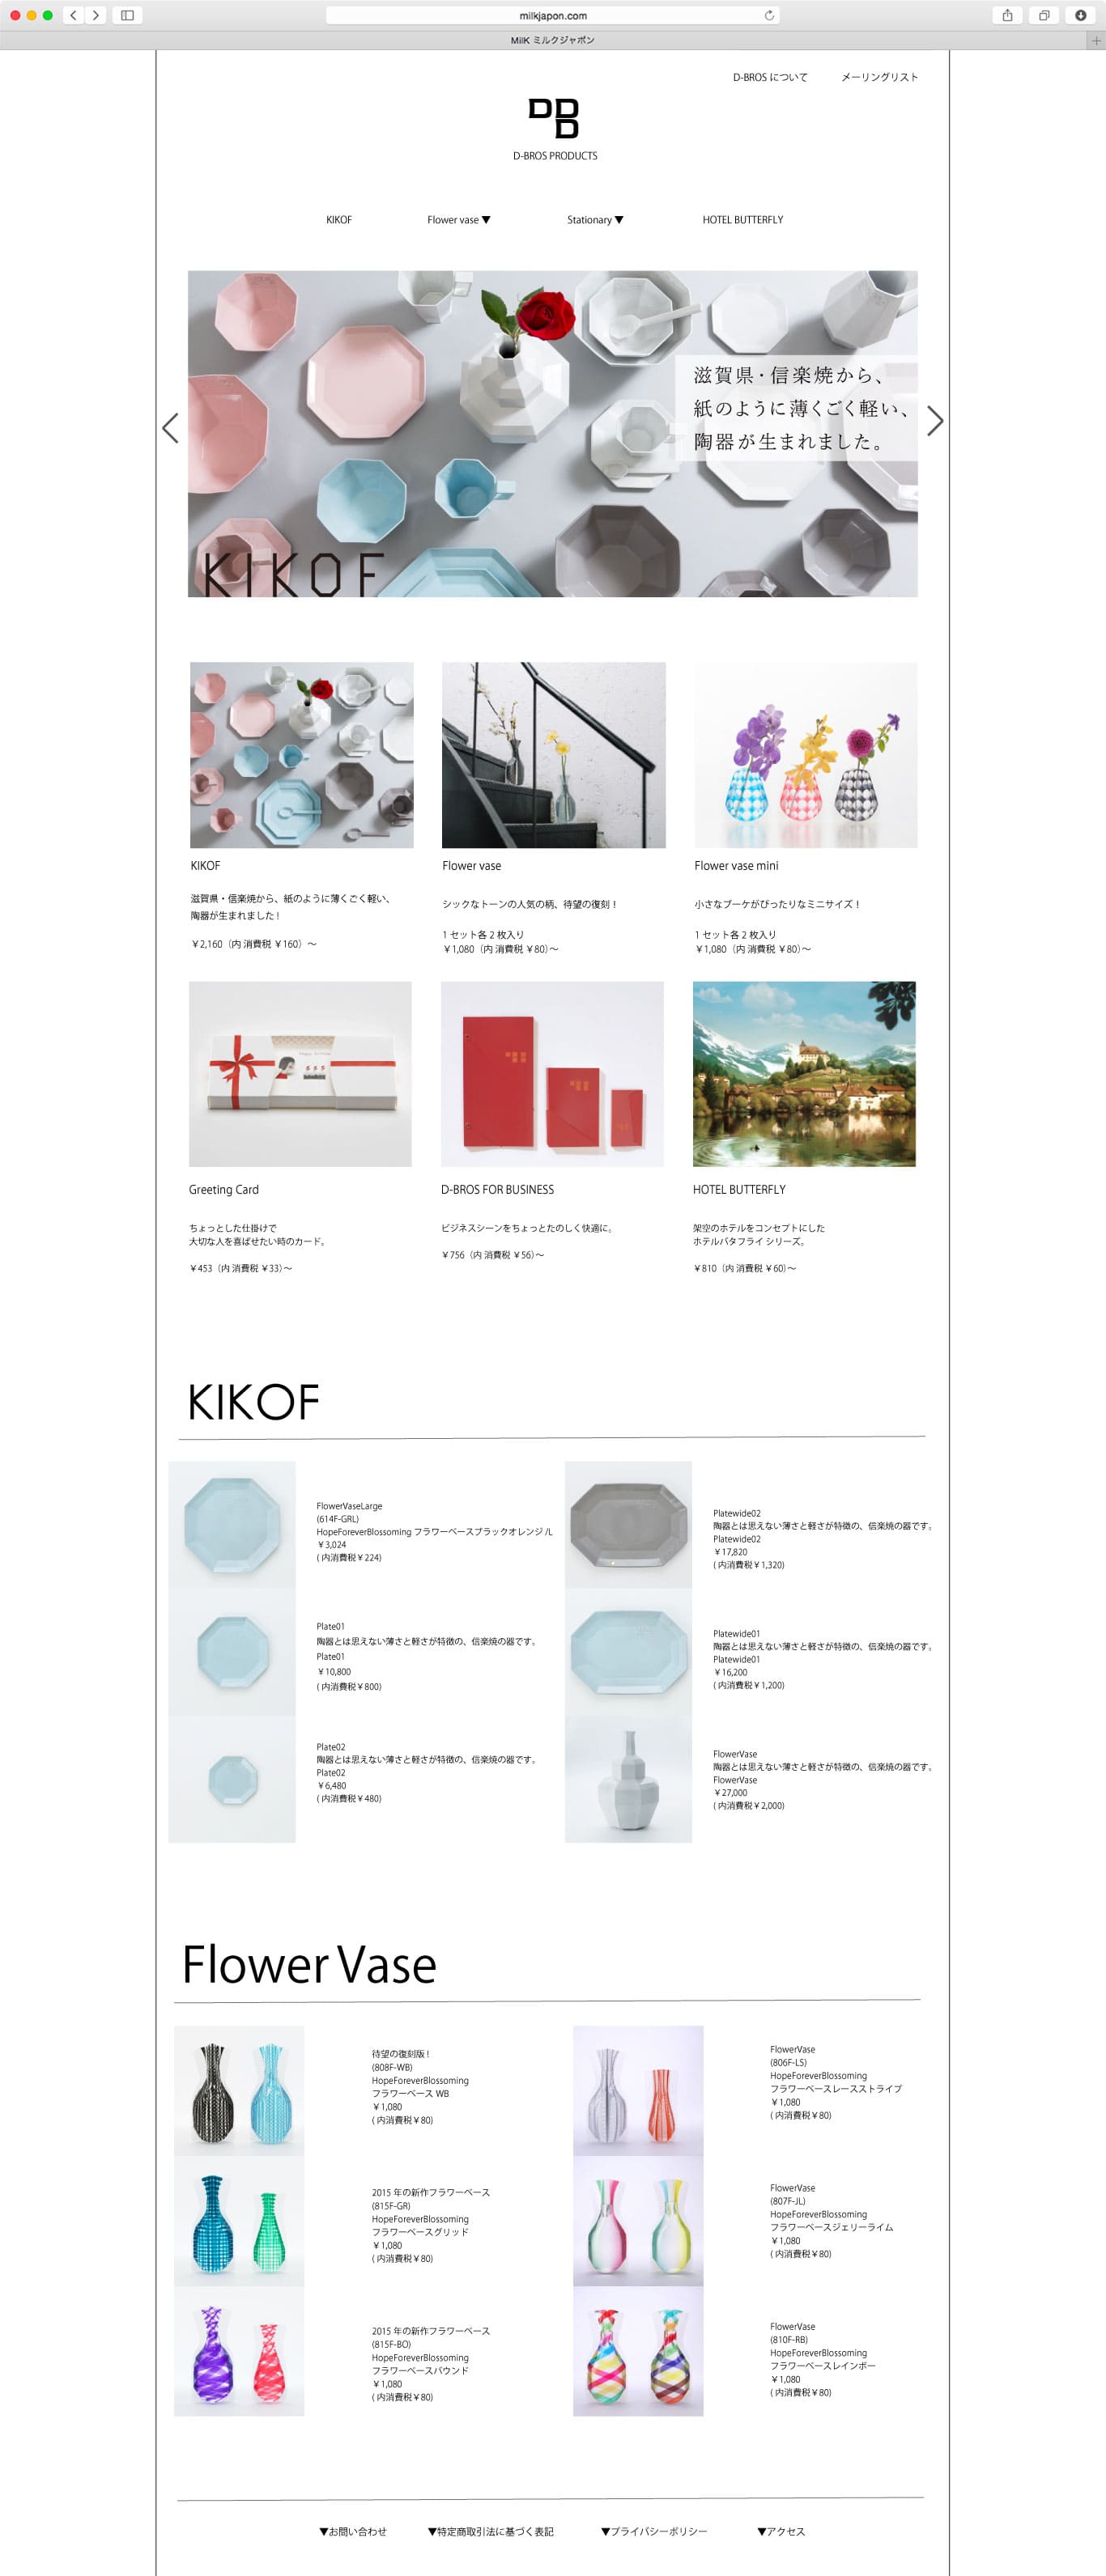 milkjapon.com
MilK ミルクジャポン
D-BROS について
メーリングリスト
D-BROS PRODUCTS
KIKOF
Flower vase ▼
Stationary ▼
HOTEL BUTTERFLY
滋賀県・信楽焼から、
紙のように薄くごく軽い、
陶器が生まれました。
KIKOF
KIKOF
滋賀県・信楽焼から、紙のように薄くごく軽い、
陶器が生まれました!
￥2,160（内 消費税 ￥160）〜
Flower vase
シックなトーンの人気の柄、待望の復刻！
1 セット各 2 枚入り
￥1,080（内 消費税 ￥80)〜
Flower vase mini
小さなブーケがぴったりなミニサイズ！
1 セット各 2 枚入り
￥1,080（内 消費税 ￥80)〜
Greeting Card
ちょっとした仕掛けで
大切な人を喜ばせたい時のカード。
￥453（内 消費税 ￥33)〜
D-BROS FOR BUSINESS
ビジネスシーンをちょっとたのしく快適に。
￥756（内 消費税 ￥56)〜
HOTEL BUTTERFLY
架空のホテルをコンセプトにした
ホテルバタフライ シリーズ。
￥810（内 消費税 ￥60)〜
KIKOF
FlowerVaseLarge
(614F-GRL)
HopeForeverBlossoming フラワーベースブラックオレンジ /L
￥3,024
( 内消費税￥224)
Platewide02
陶器とは思えない薄さと軽さが特徴の、信楽焼の器です。
Platewide02
￥17,820
( 内消費税￥1,320)
Plate01
陶器とは思えない薄さと軽さが特徴の、信楽焼の器です。
Plate01
￥10,800
( 内消費税￥800)
Platewide01
陶器とは思えない薄さと軽さが特徴の、信楽焼の器です。
Platewide01
￥16,200
( 内消費税￥1,200)
Plate02
陶器とは思えない薄さと軽さが特徴の、信楽焼の器です。
Plate02
￥6,480
( 内消費税￥480)
FlowerVase
陶器とは思えない薄さと軽さが特徴の、信楽焼の器です。
FlowerVase
￥27,000
( 内消費税￥2,000)
Flower Vase
待望の復刻版 !
(808F-WB)
HopeForeverBlossoming
フラワーベース WB
￥1,080
( 内消費税￥80)
FlowerVase
(806F-LS)
HopeForeverBlossoming
フラワーベースレースストライプ
￥1,080
( 内消費税￥80)
2015 年の新作フラワーベース
(815F-GR)
HopeForeverBlossoming
フラワーベースグリッド
￥1,080
( 内消費税￥80)
FlowerVase
(807F-JL)
HopeForeverBlossoming
フラワーベースジェリーライム
￥1,080
( 内消費税￥80)
2015 年の新作フラワーベース
(815F-BO)
HopeForeverBlossoming
フラワーベースバウンド
￥1,080
( 内消費税￥80)
FlowerVase
(810F-RB)
HopeForeverBlossoming
フラワーベースレインボー
￥1,080
( 内消費税￥80)
▼お問い合わせ
▼特定商取引法に基づく表記
▼プライバシーポリシー
▼アクセス